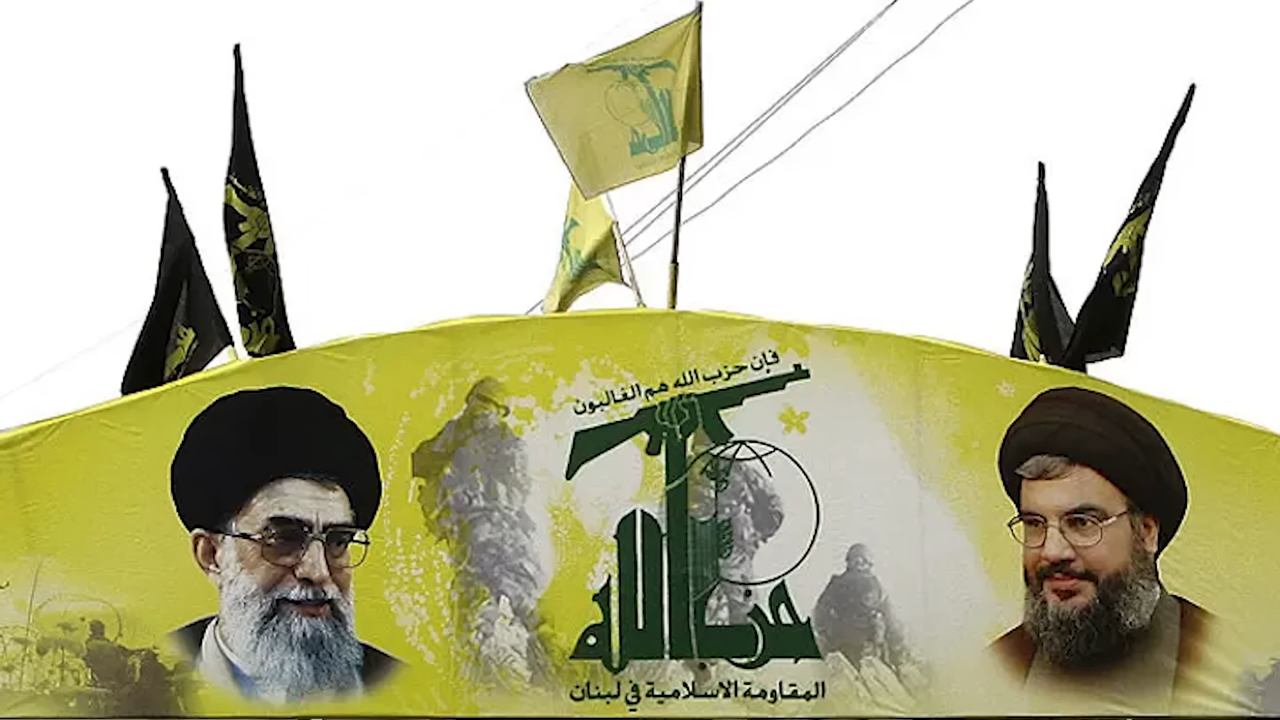 فإن حزب الله هم الغالبون
حزب الله
المقاومة الاسلامية في لبنان